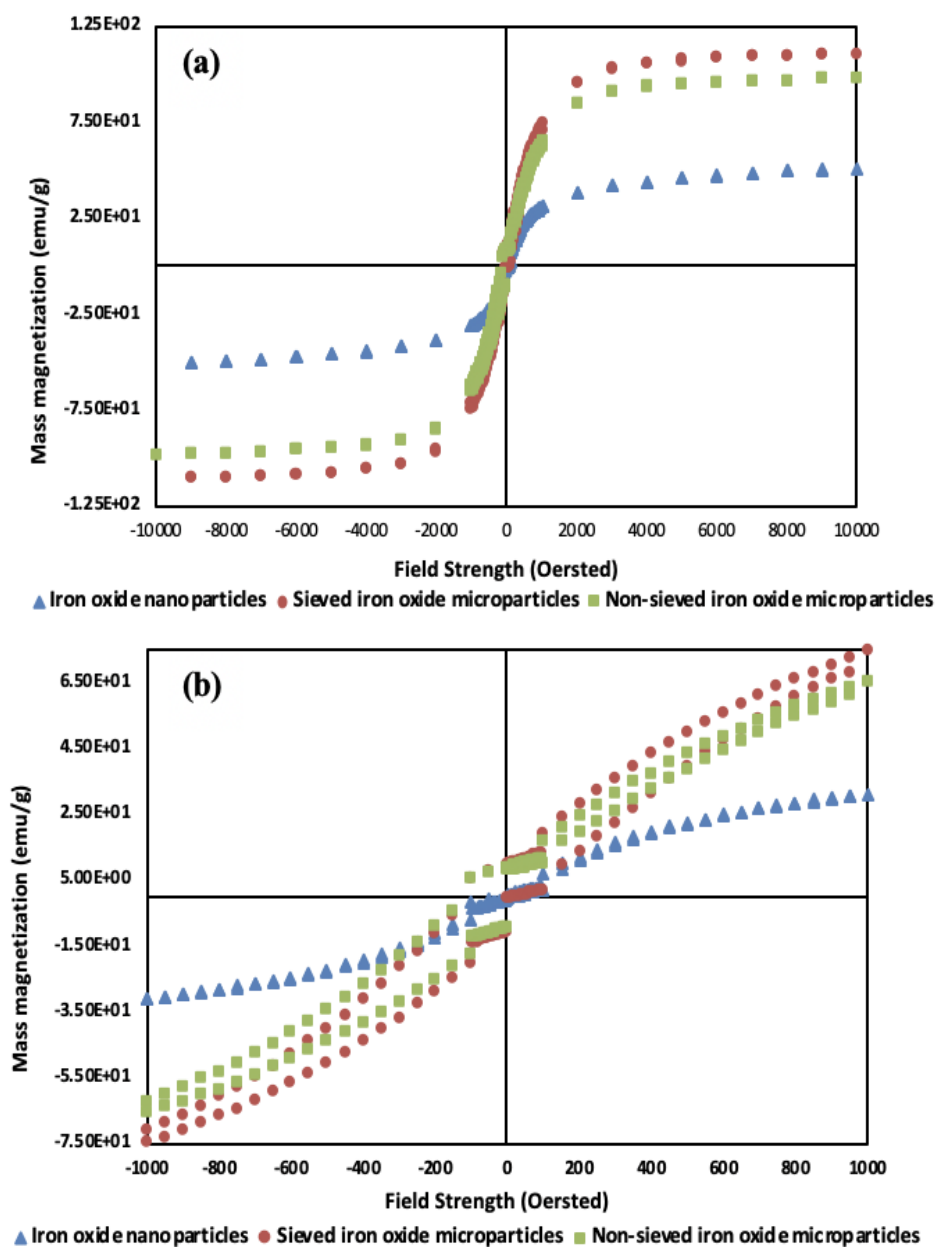 1.25E+02
(a)
7.50E+01
2.50E+01
-2.50E+01
-7.50E+01
-1.25E+02
Mass magnetization (emu/g)
-10000 -8000 -6000 -4000 -2000 0 2000 4000 6000 8000 10000
Field Strength (Oersted)
Iron oxide nanoparticles Sieved iron oxide microparticles Non-sieved iron oxide microparticles
(b)
6.50E+01
4.50E+01
2.50E+01
5.00E+00
-1.50E+01
-3.50E+01
-5.50E+01
-7.50E+01
Mass magnetization (emu/g)
-1000 -800 -600 -400 -200 0 200 400 600 800 1000
Field Strength (Oersted)
Iron oxide nanoparticles Sieved iron oxide microparticles Non-sieved iron oxide microparticles